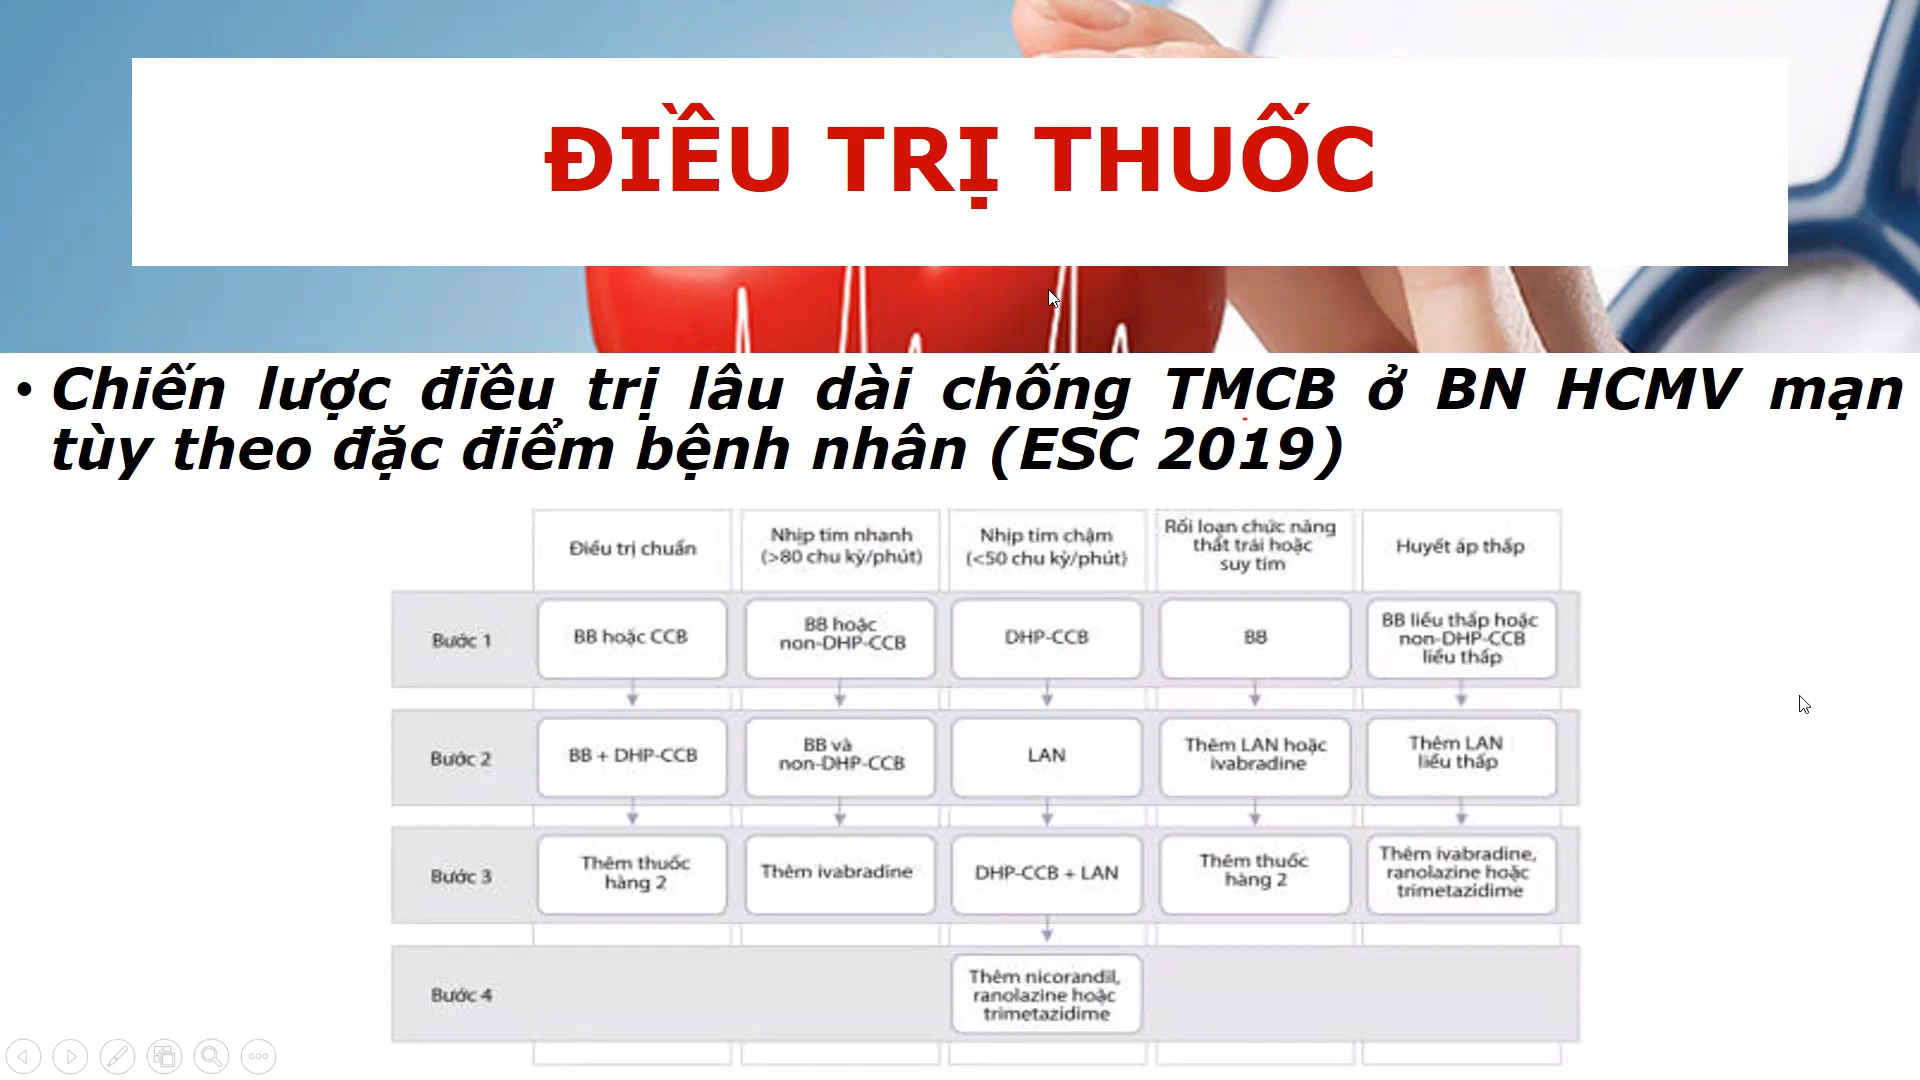 ĐIỀU TRỊ THUỐC
• Chiến lược điều trị lâu dài chống TMCB ở BN HCMV mạn
tùy theo đặc điểm bệnh nhân (ESC 2019)
Điều trị chuẩn
Nhịp tim nhanh
(>80 chu kỳ/phút)
Nhịp tim chậm
(<50 chu kỳ/phút)
Rối loạn chức năng
thất trái hoặc
suy tim
Huyết áp thấp
Bước 1
BB hoặc CCB
BB hoặc
non-DHP-CCB
DHP-CCB
BB
BB liều thấp hoặc
non-DHP-CCB
liều thấp
Bước 2
BB + DHP-CCB
BB và
non-DHP-CCB
LAN
Thêm LAN hoặc
ivabradine
Thêm LAN
liều thấp
Bước 3
Thêm thuốc
hàng 2
Thêm ivabradine
DHP-CCB + LAN
Thêm thuốc
hàng 2
Thêm ivabradine,
ranolazine hoặc
trimetazidime
Bước 4
Thêm nicorandil,
ranolazine hoặc
trimetazidime